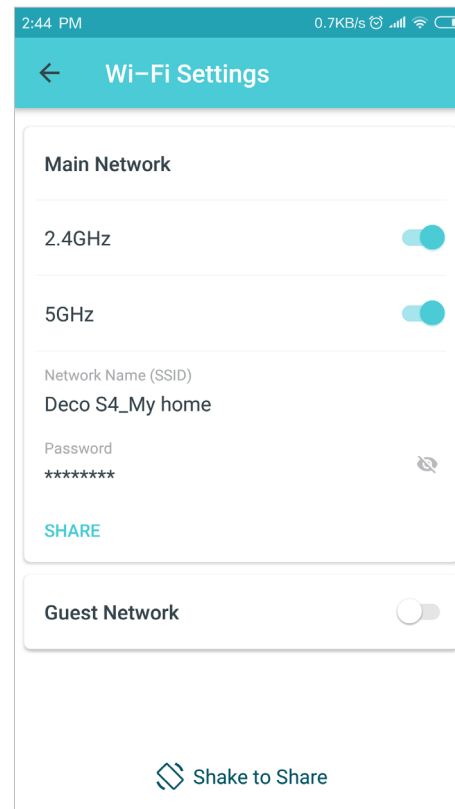 2:44 PM 0.7KB/s
Wi-Fi Settings
Main Network
2.4GHz
5GHz
Network Name (SSID)
Deco S4_My home
Password
********
SHARE
Guest Network
Shake to Share